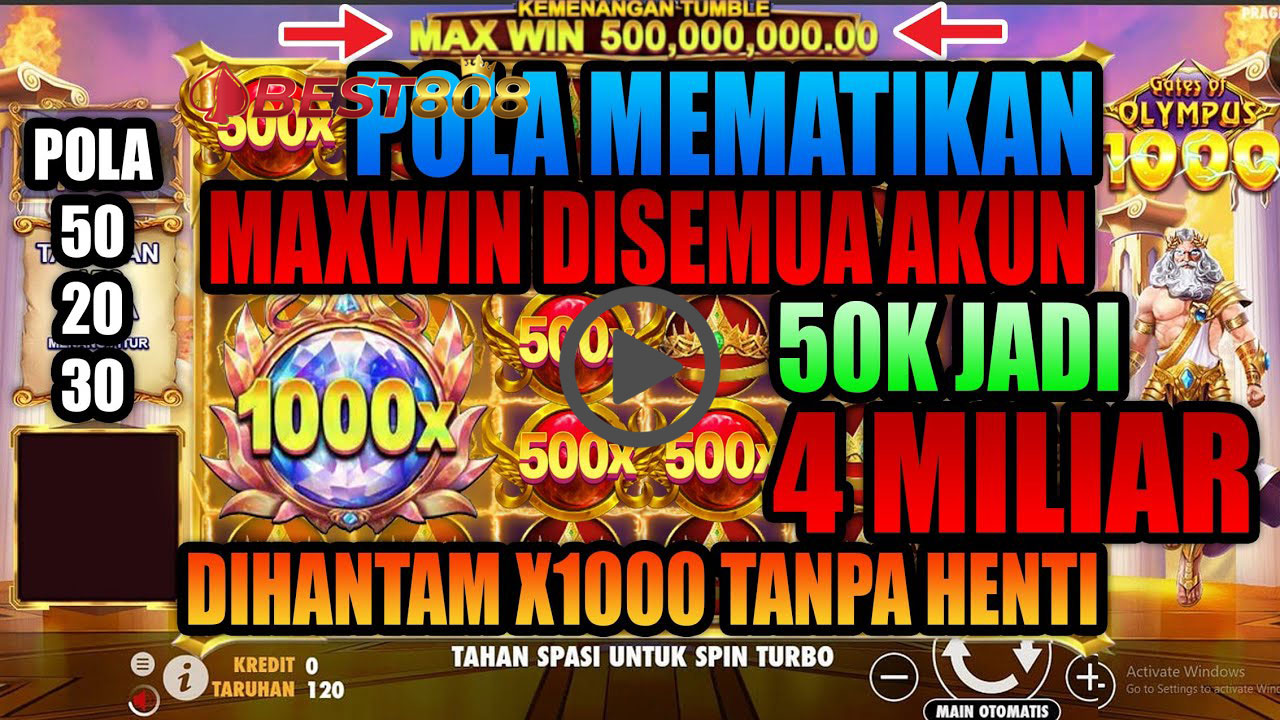 KEMENANGAN TUMBLE
MAX WIN 500,000,000.00
BEST808
500x
POLA MEMATIKAN
Gates of
OLYMPUS
1000
POLA
50
20
30
MAXWIN DISEMUA AKUN
1000x
500x
500x
500x
50K JADI
4 MILIAR
DIHANTAM X1000 TANPA HENTI
KREDIT 0
TARUHAN 120
TAHAN SPASI UNTUK SPIN TURBO
MAIN OTOMATIS
Activate Windows
Go to Settings to activate Win